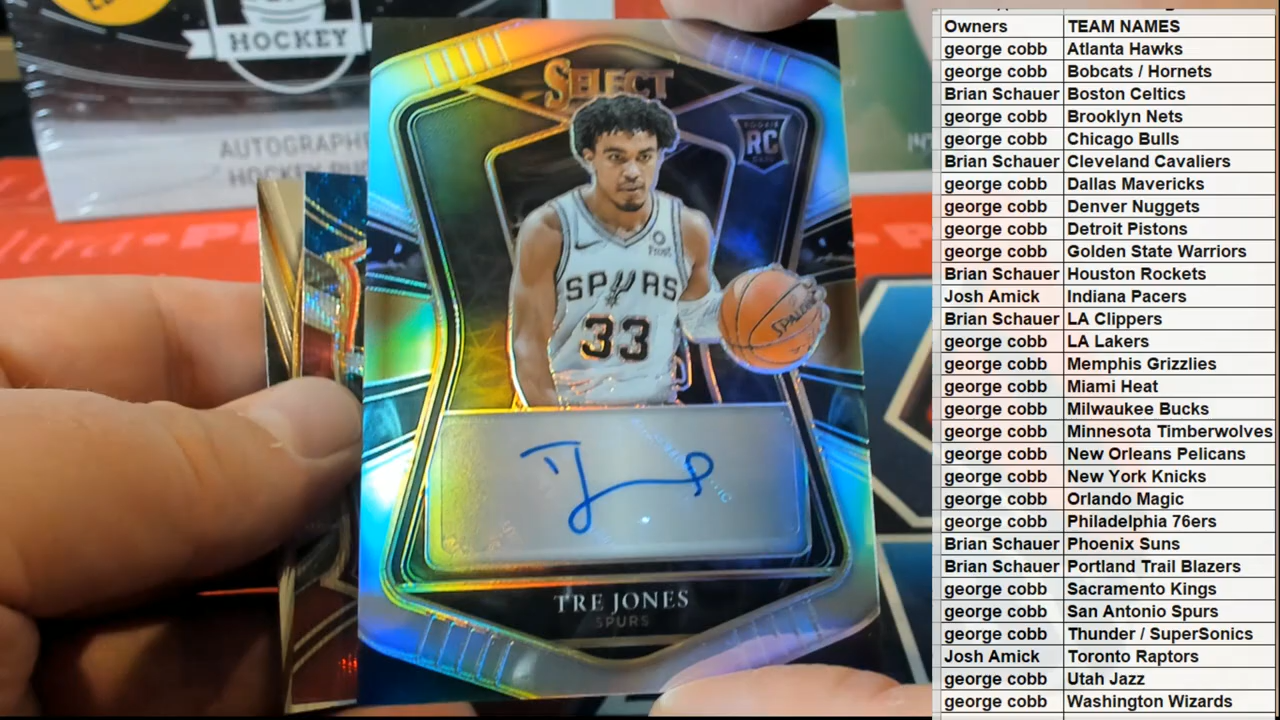 HOCKEY
AUTOGRAPHE
SELECT
ROOKIE
RC
SPURS
33
SPALDING
TRE JONES
SPURS
Owners TEAM NAMES
george cobb Atlanta Hawks
george cobb Bobcats / Hornets
Brian Schauer Boston Celtics
george cobb Brooklyn Nets
george cobb Chicago Bulls
Brian Schauer Cleveland Cavaliers
george cobb Dallas Mavericks
george cobb Denver Nuggets
george cobb Detroit Pistons
george cobb Golden State Warriors
Brian Schauer Houston Rockets
Josh Amick Indiana Pacers
Brian Schauer LA Clippers
george cobb LA Lakers
george cobb Memphis Grizzlies
george cobb Miami Heat
george cobb Milwaukee Bucks
george cobb Minnesota Timberwolves
george cobb New Orleans Pelicans
george cobb New York Knicks
george cobb Orlando Magic
george cobb Philadelphia 76ers
Brian Schauer Phoenix Suns
Brian Schauer Portland Trail Blazers
george cobb Sacramento Kings
george cobb San Antonio Spurs
george cobb Thunder / SuperSonics
Josh Amick Toronto Raptors
george cobb Utah Jazz
george cobb Washington Wizards